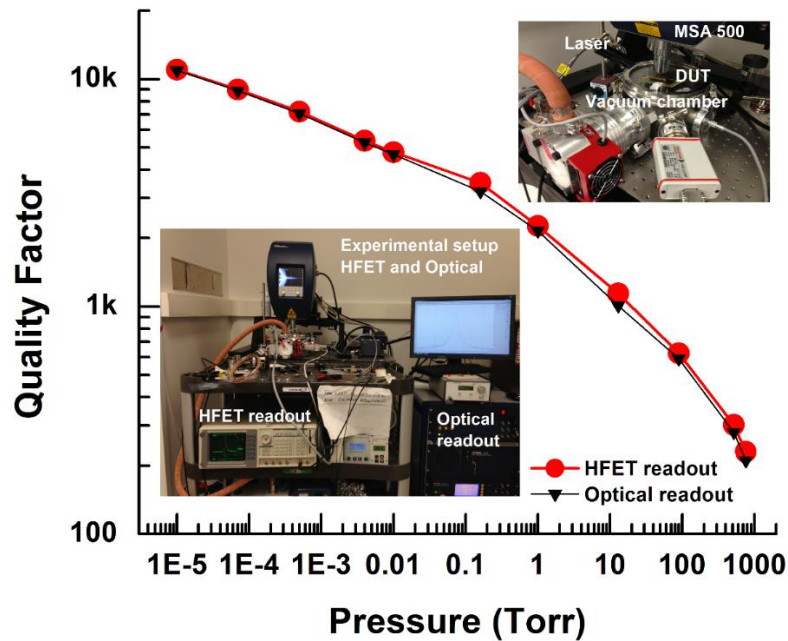 10k
1k
100
Quality Factor
1E-5 1E-4 1E-3 0.01 0.1 1 10 100 1000
Pressure (Torr)
Laser
MSA 500
DUT
Vacuum chamber
Experimental setup
HFET and Optical
HFET readout
Optical
readout
HFET readout
Optical readout